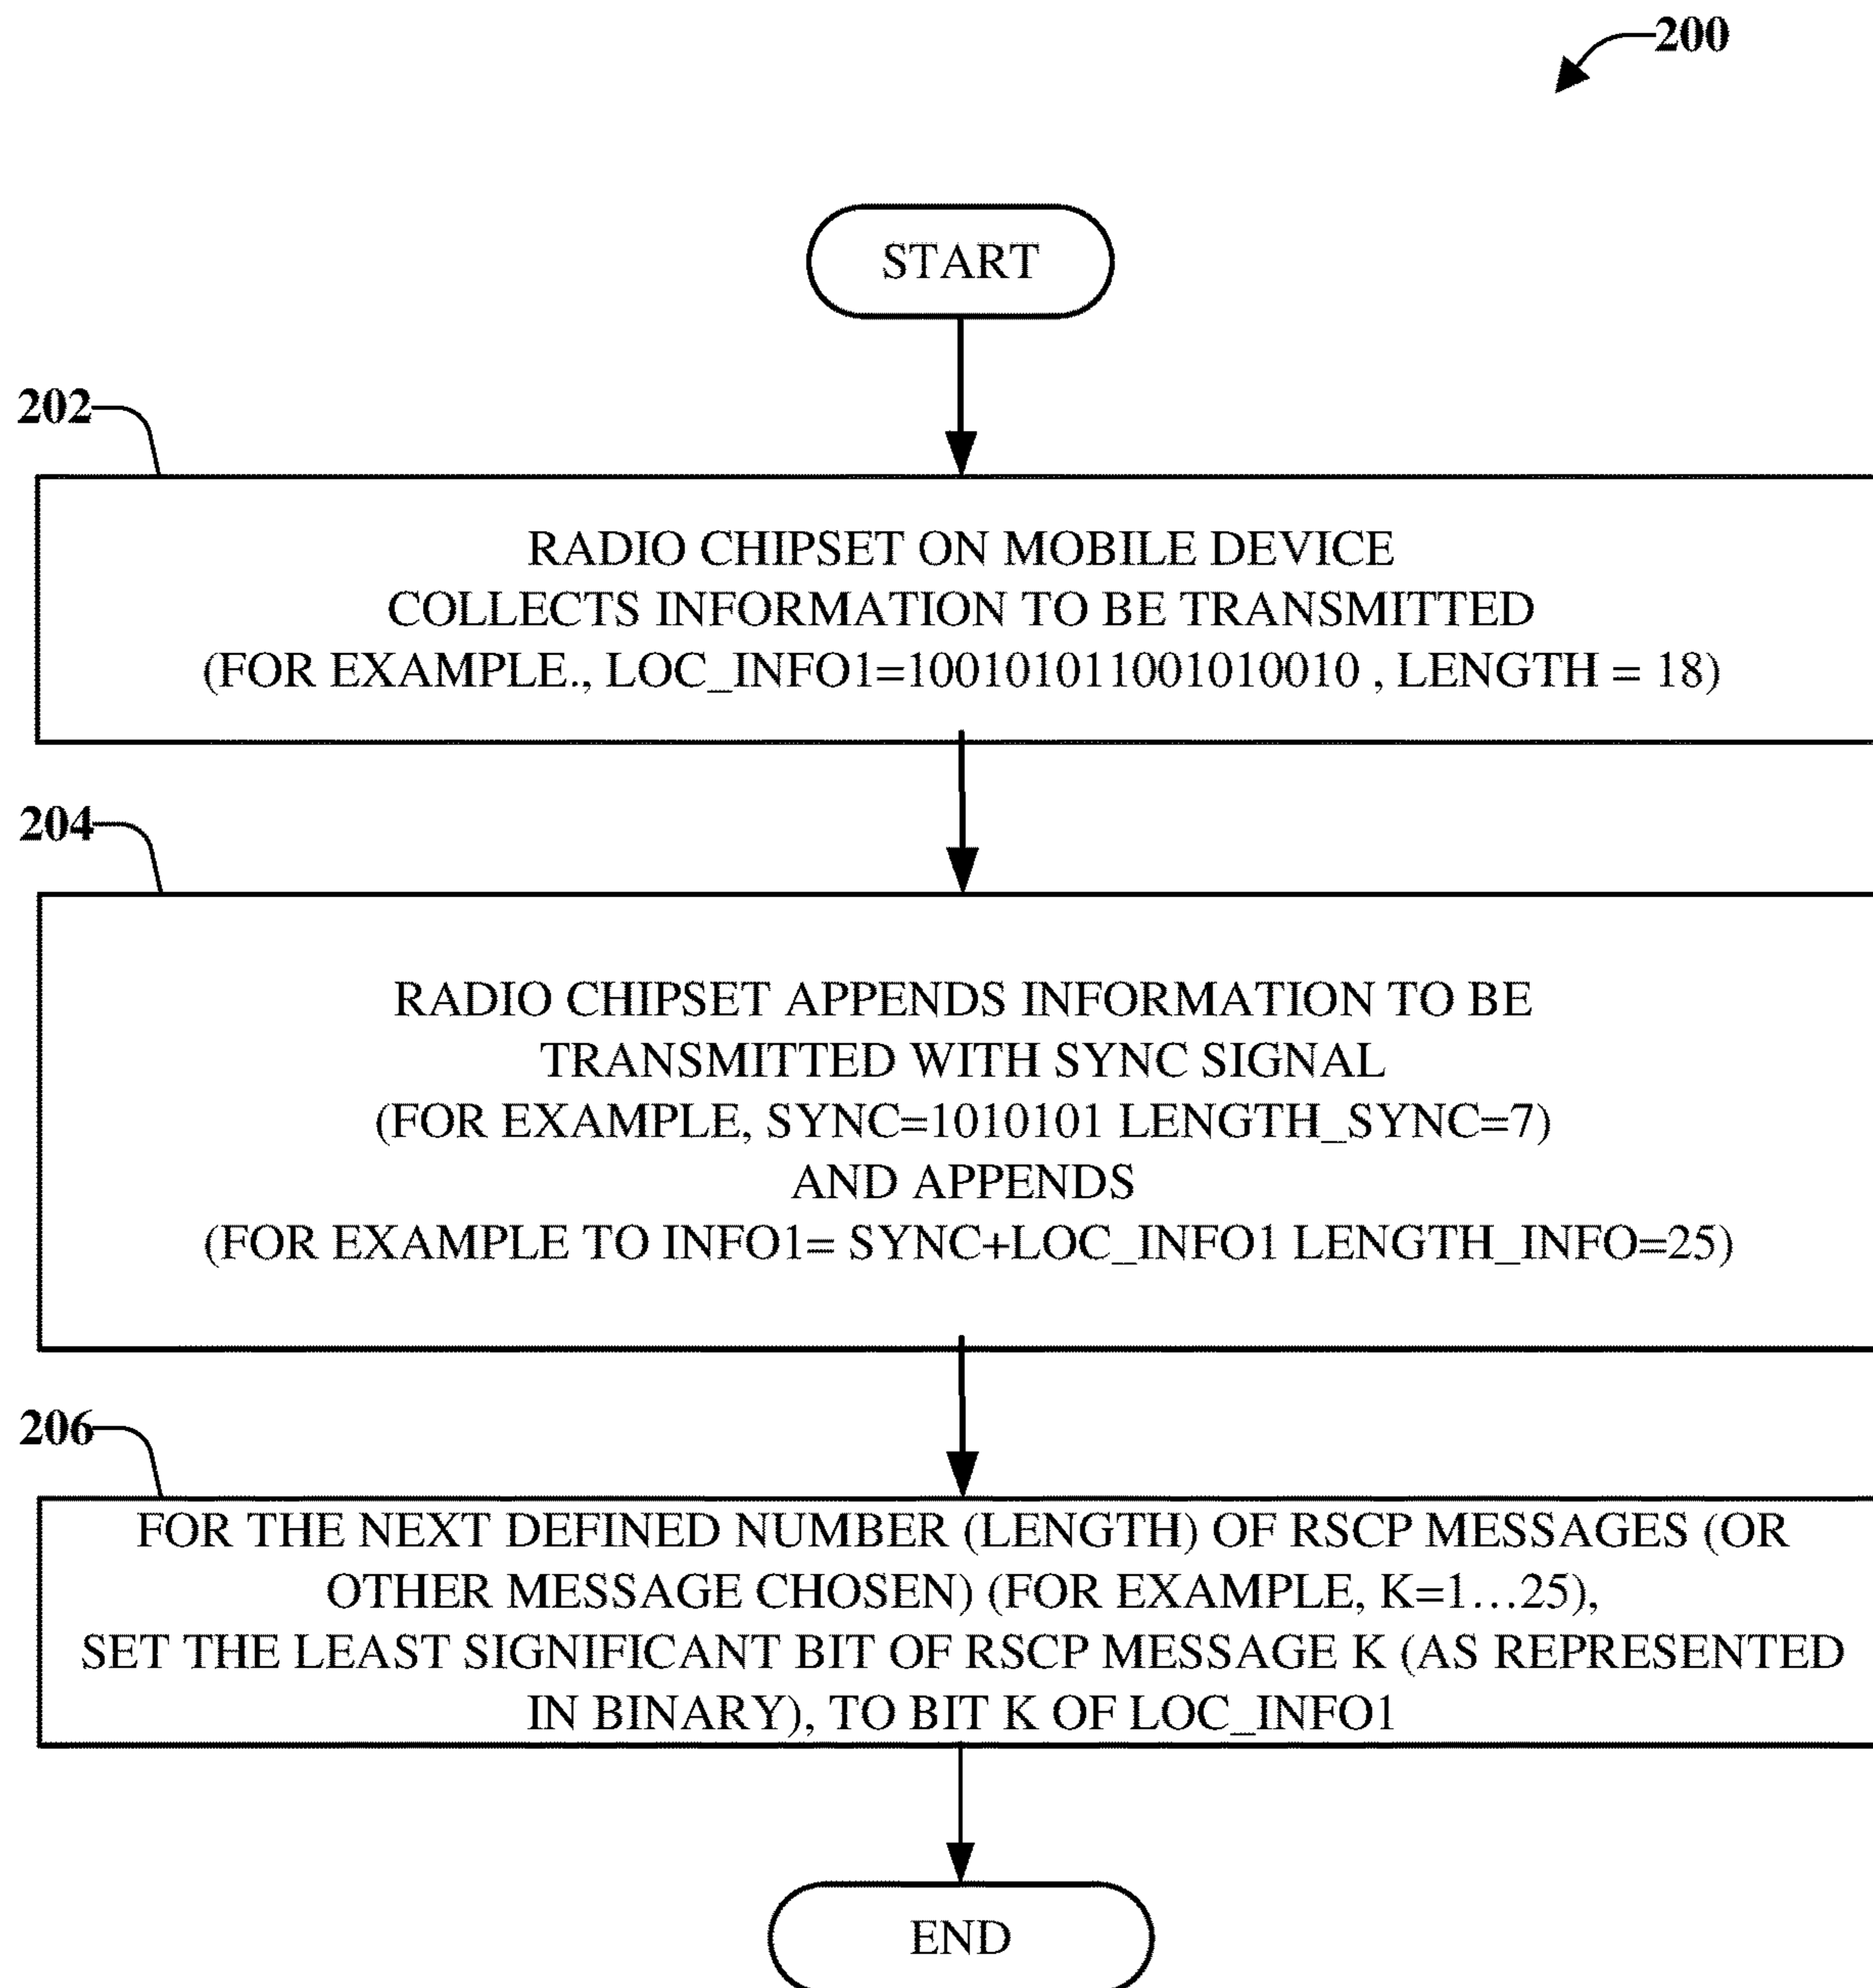 200
START
202
RADIO CHIPSET ON MOBILE DEVICE
COLLECTS INFORMATION TO BE TRANSMITTED
(FOR EXAMPLE., LOC_INFO1=100101011001010010 , LENGTH = 18)
204
RADIO CHIPSET APPENDS INFORMATION TO BE
TRANSMITTED WITH SYNC SIGNAL
(FOR EXAMPLE, SYNC=1010101 LENGTH_SYNC=7)
AND APPENDS
(FOR EXAMPLE TO INFO1= SYNC+LOC_INFO1 LENGTH_INFO=25)
206
FOR THE NEXT DEFINED NUMBER (LENGTH) OF RSCP MESSAGES (OR
OTHER MESSAGE CHOSEN) (FOR EXAMPLE, K=1…25),
SET THE LEAST SIGNIFICANT BIT OF RSCP MESSAGE K (AS REPRESENTED
IN BINARY), TO BIT K OF LOC_INFO1
END